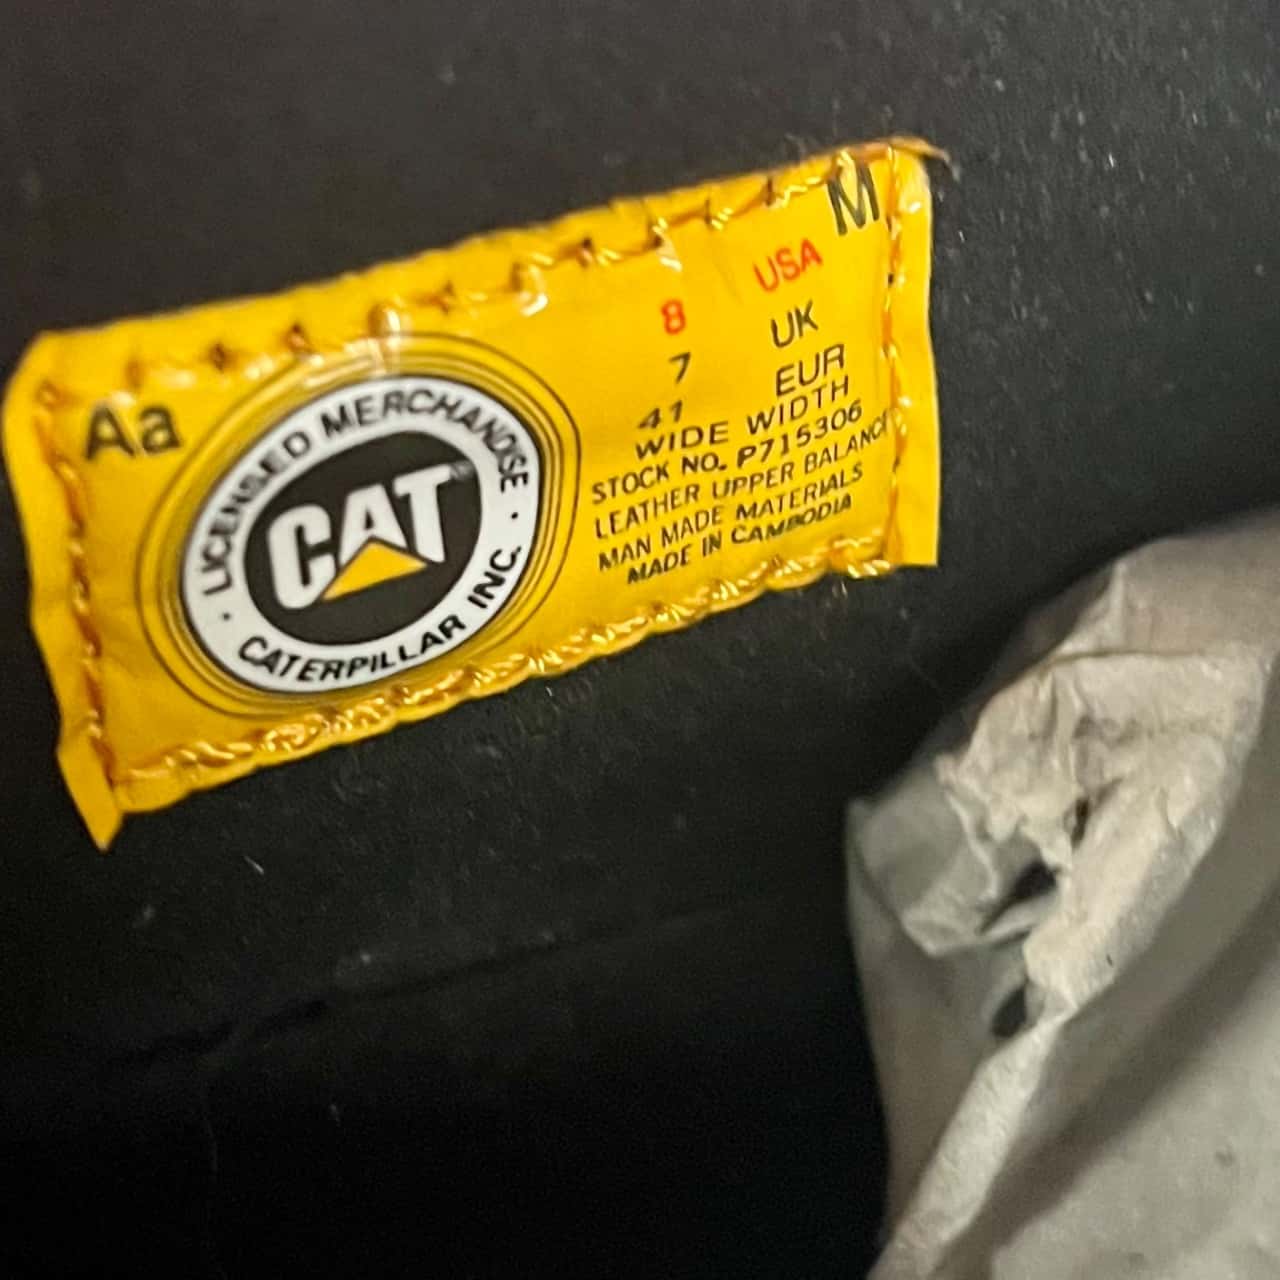 Aa
LICENSED MERCHANDISE
CAT®
CATERPILLAR INC.
M
8 USA
7 UK
41 EUR
WIDE WIDTH
STOCK NO. P715306
LEATHER UPPER BALANCE
MAN MADE MATERIALS
MADE IN CAMBODIA